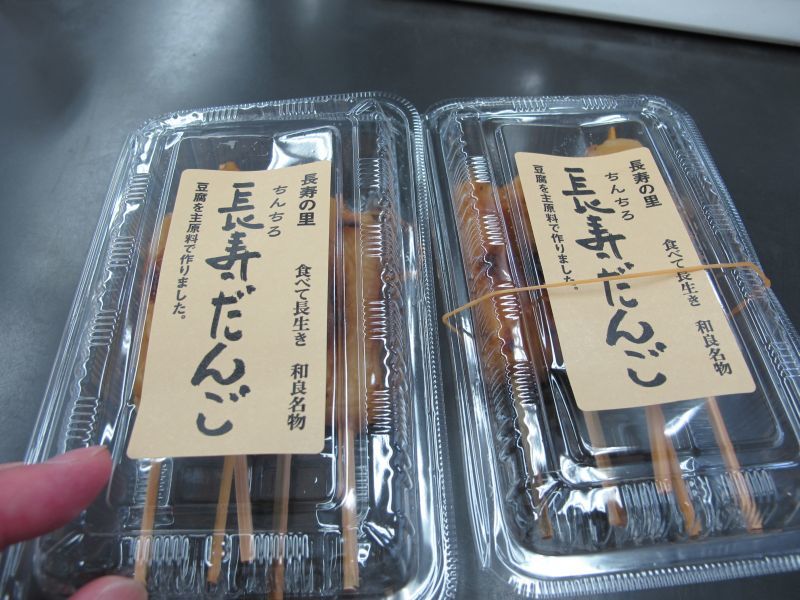 長寿の里
食べて長生き 和良名物
ちんちろ
長寿だんご
豆腐を主原料で作りました。
長寿の里
食べて長生き 和良名物
ちんちろ
長寿だんご
豆腐を主原料で作りました。